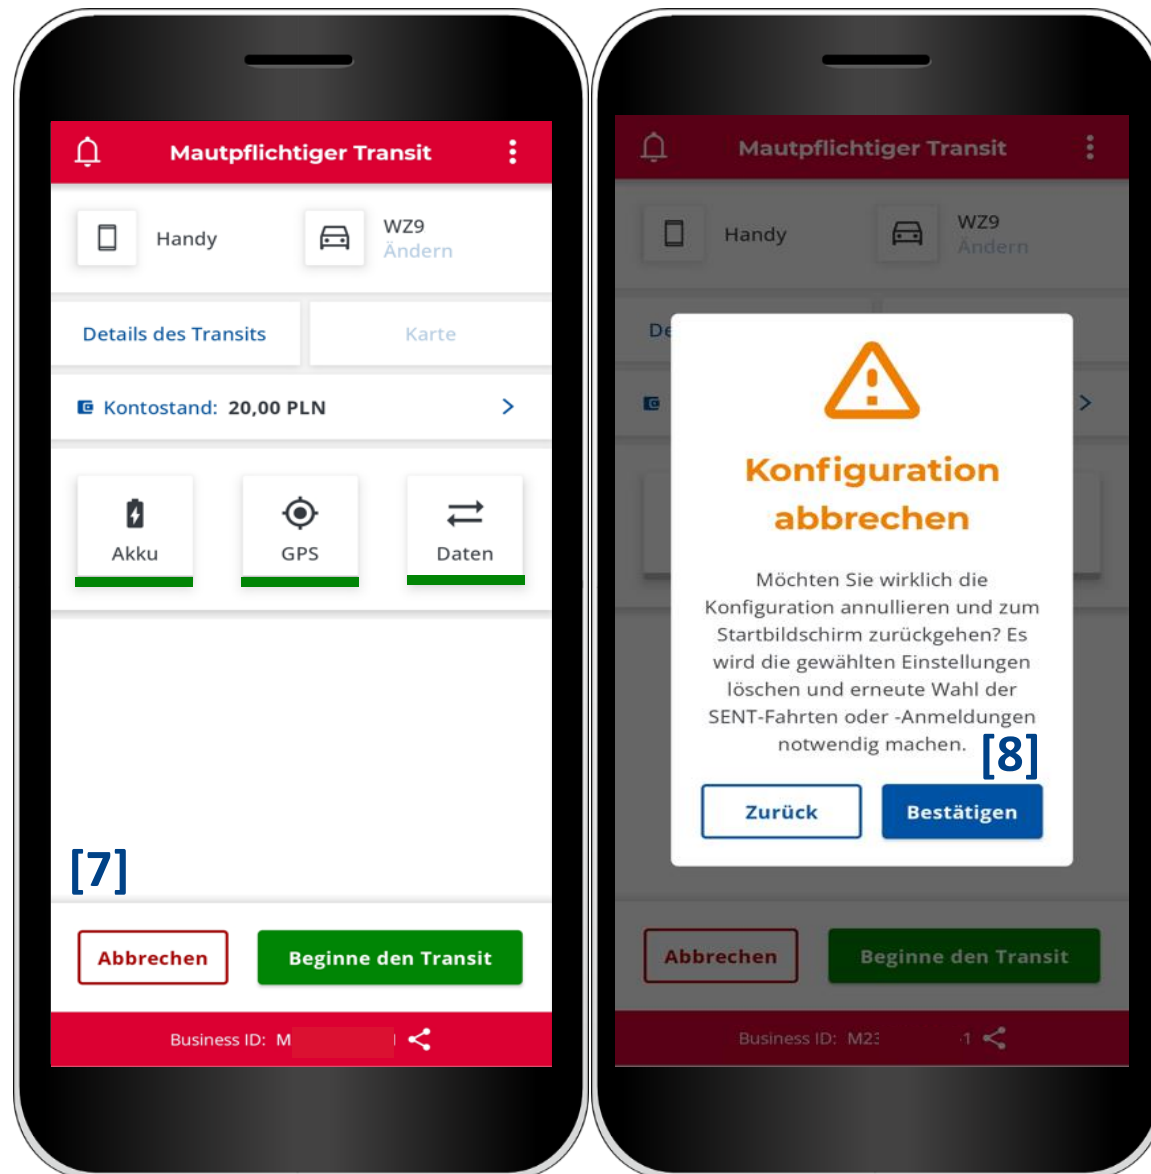 Mautpflichtiger Transit
Handy
WZ9
Ändern
Details des Transits
Karte
Kontostand: 20,00 PLN
Akku
GPS
Daten
[7]
Abbrechen
Beginne den Transit
Business ID: M
Mautpflichtiger Transit
Handy
WZ9
Ändern
De
Konfiguration
abbrechen
Möchten Sie wirklich die
Konfiguration annullieren und zum
Startbildschirm zurückgehen? Es
wird die gewählten Einstellungen
löschen und erneute Wahl der
SENT-Fahrten oder -Anmeldungen
notwendig machen.
[8]
Zurück
Bestätigen
Abbrechen
Beginne den Transit
Business ID: M23 1